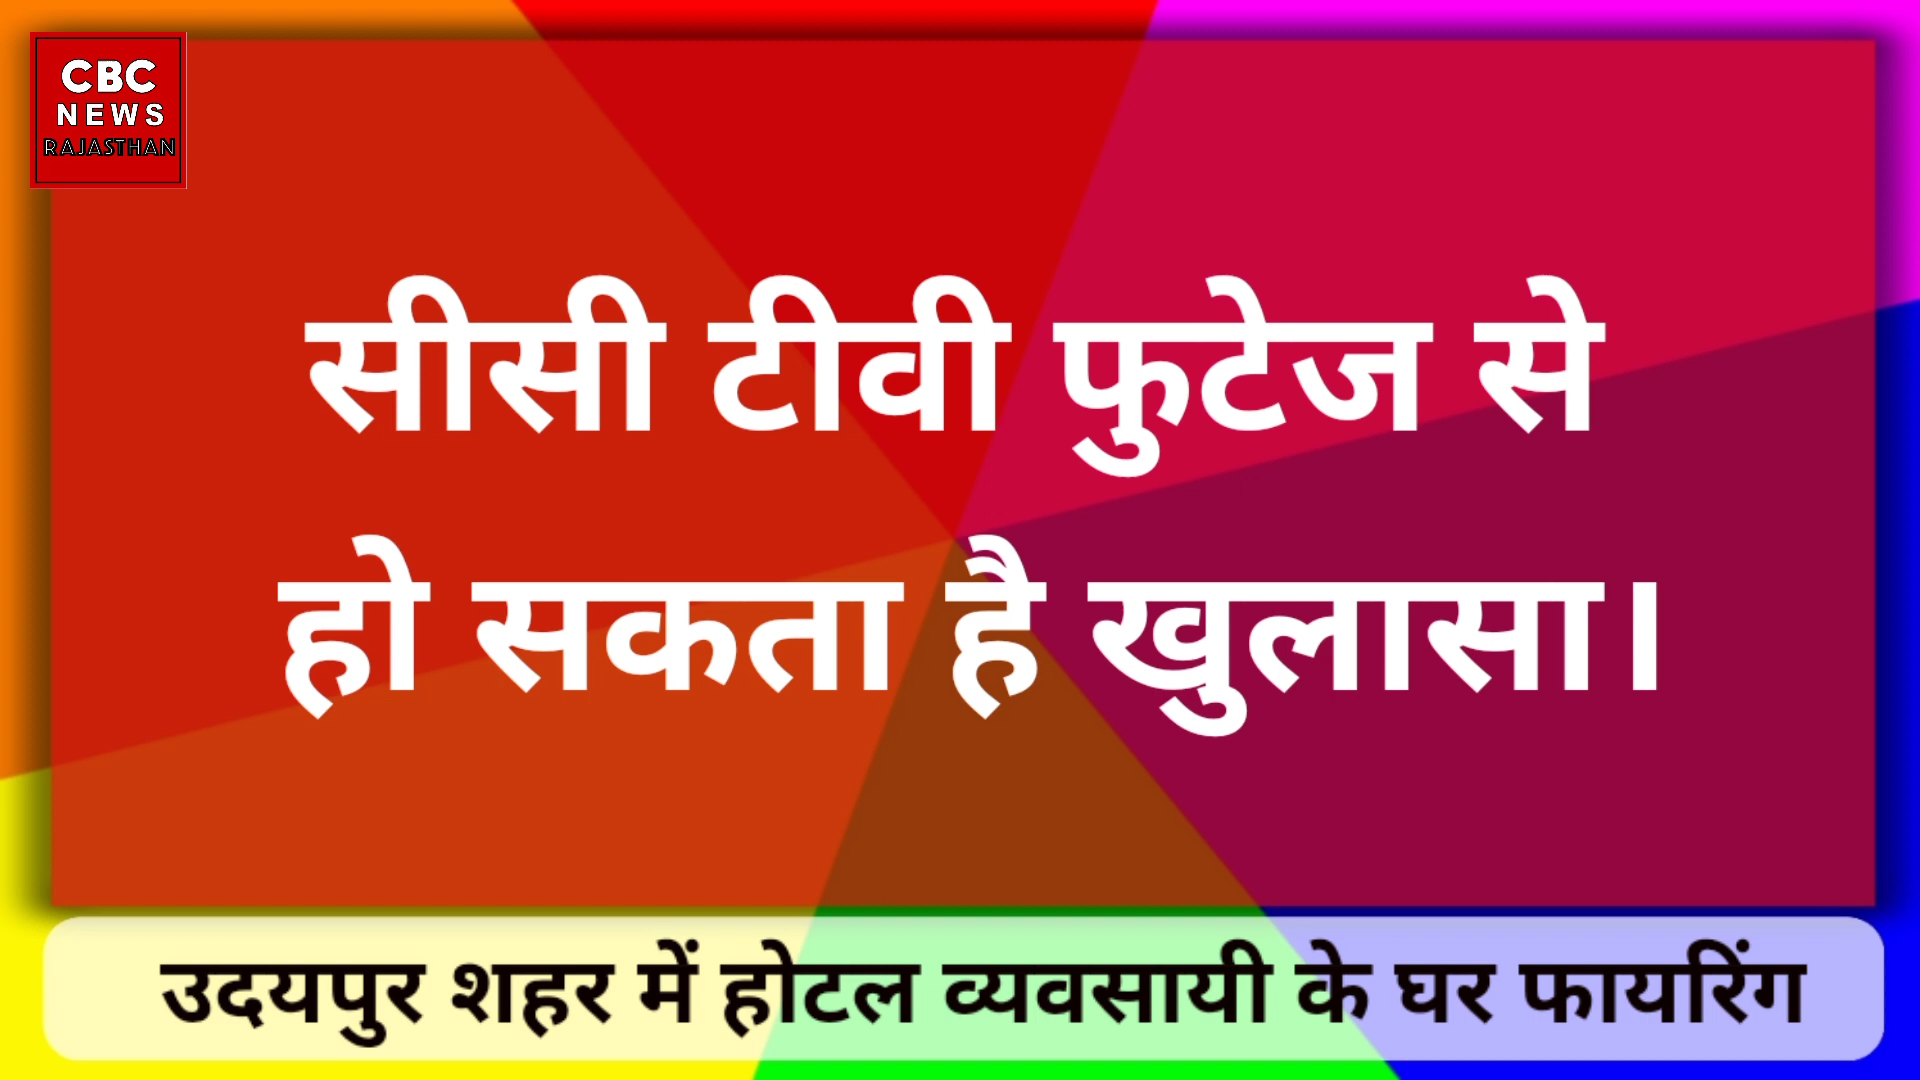 CBC
NEWS
RAJASTHAN
सीसी टीवी फुटेज से
हो सकता है खुलासा।
उदयपुर शहर में होटल व्यवसायी के घर फायरिंग